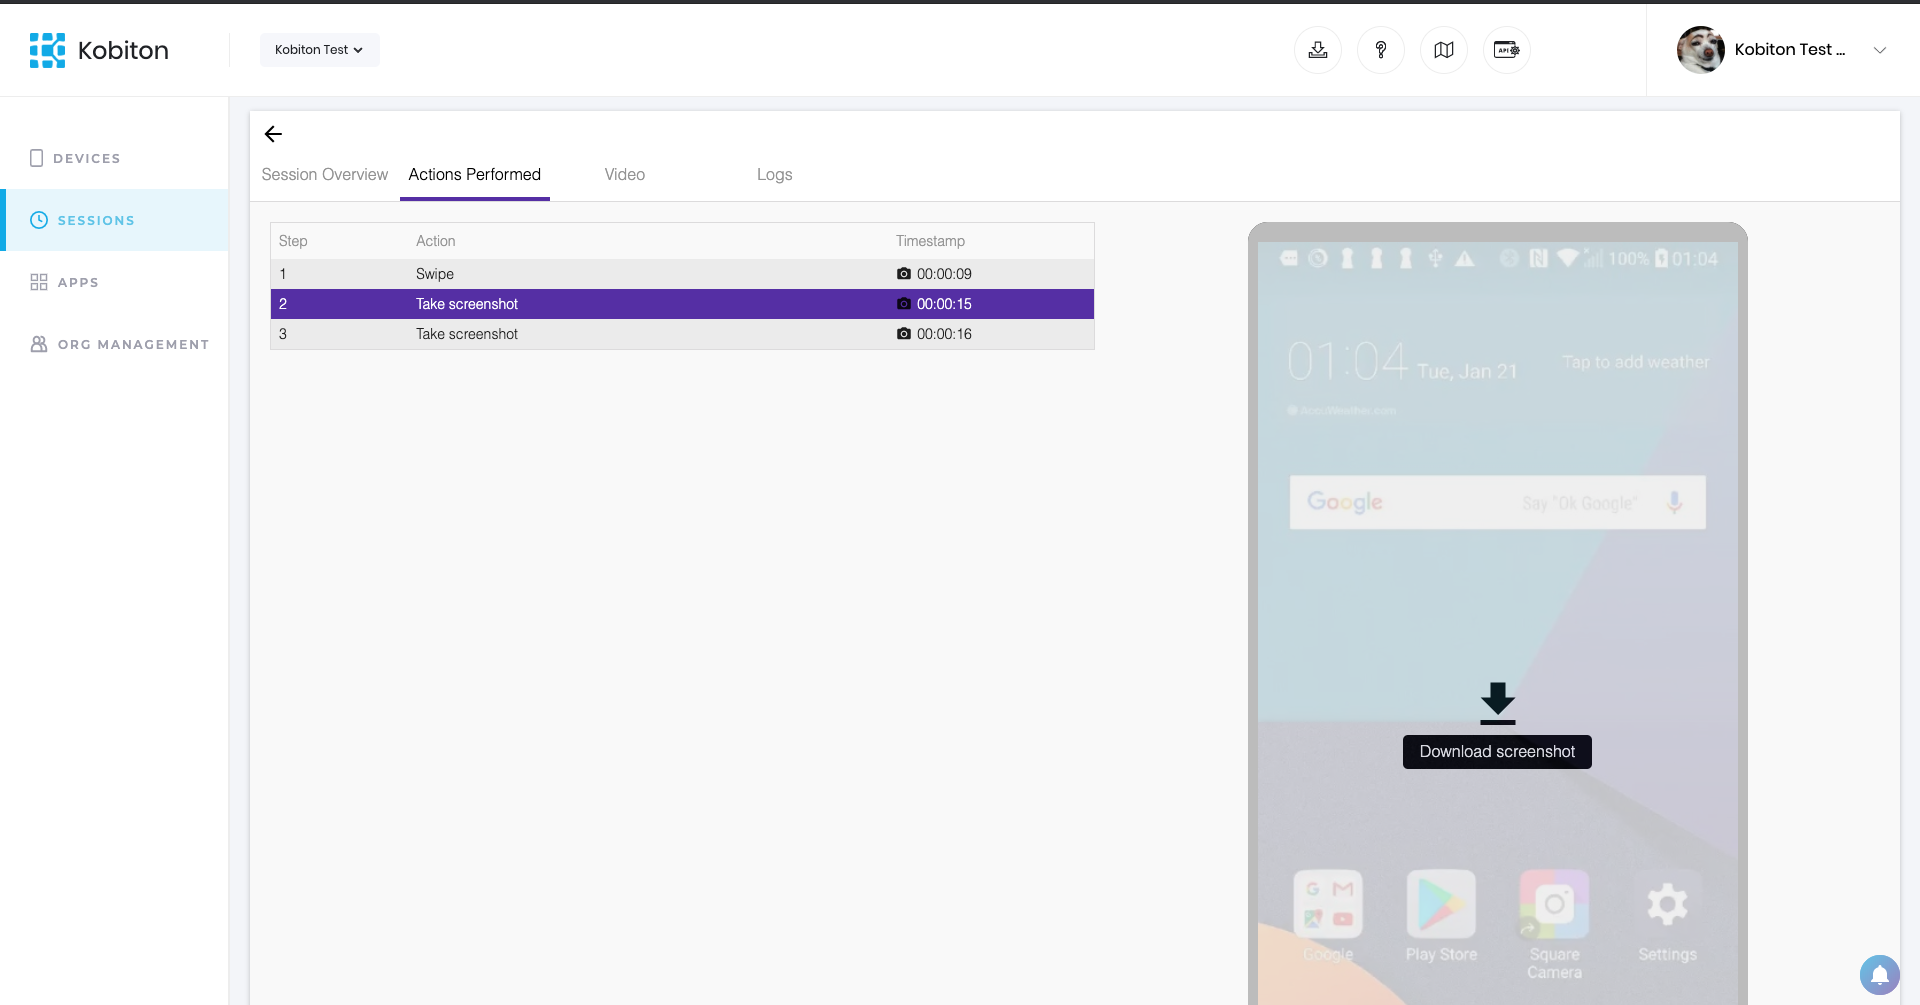 Kobiton
Kobiton Test
API
Kobiton Test ...
DEVICES
SESSIONS
APPS
ORG MANAGEMENT
Session Overview
Actions Performed
Video
Logs
Step Action Timestamp
1 Swipe 00:00:09
2 Take screenshot 00:00:15
3 Take screenshot 00:00:16
100% 01:04
01:04 Tue, Jan 21 Tap to add weather
AccuWeather.com
Google Say "Ok Google"
Download screenshot
Google Play Store Square Camera Settings